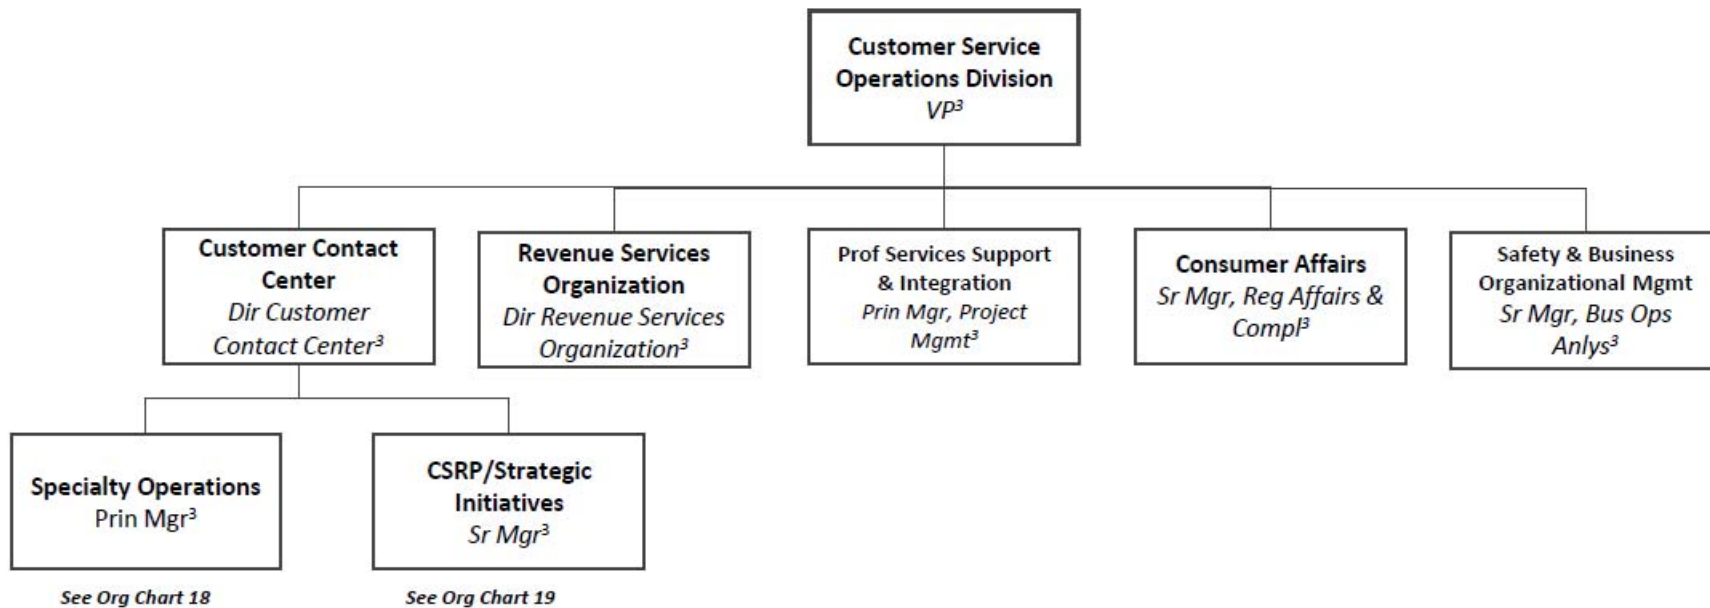 Customer Service
Operations Division
VP³
Customer Contact
Center
Dir Customer
Contact Center³
Revenue Services
Organization
Dir Revenue Services
Organization³
Prof Services Support
& Integration
Prin Mgr, Project
Mgmt³
Consumer Affairs
Sr Mgr, Reg Affairs &
Compl³
Safety & Business
Organizational Mgmt
Sr Mgr, Bus Ops
Anlys³
Specialty Operations
Prin Mgr³
CSRP/Strategic
Initiatives
Sr Mgr³
See Org Chart 18
See Org Chart 19